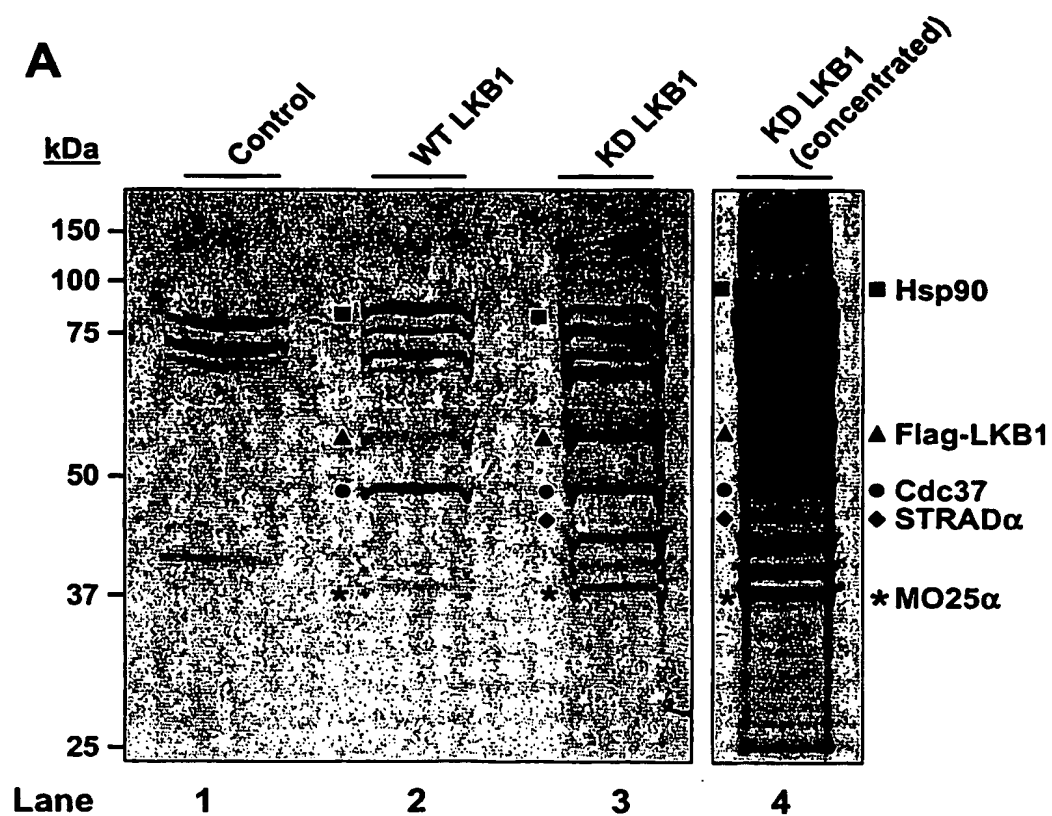 A
kDa
Control
WT LKB1
KD LKB1
KD LKB1
(concentrated)
150
100
75
50
37
25
■ Hsp90
▲ Flag-LKB1
● Cdc37
◆ STRADα
* MO25α
Lane 1 2 3 4